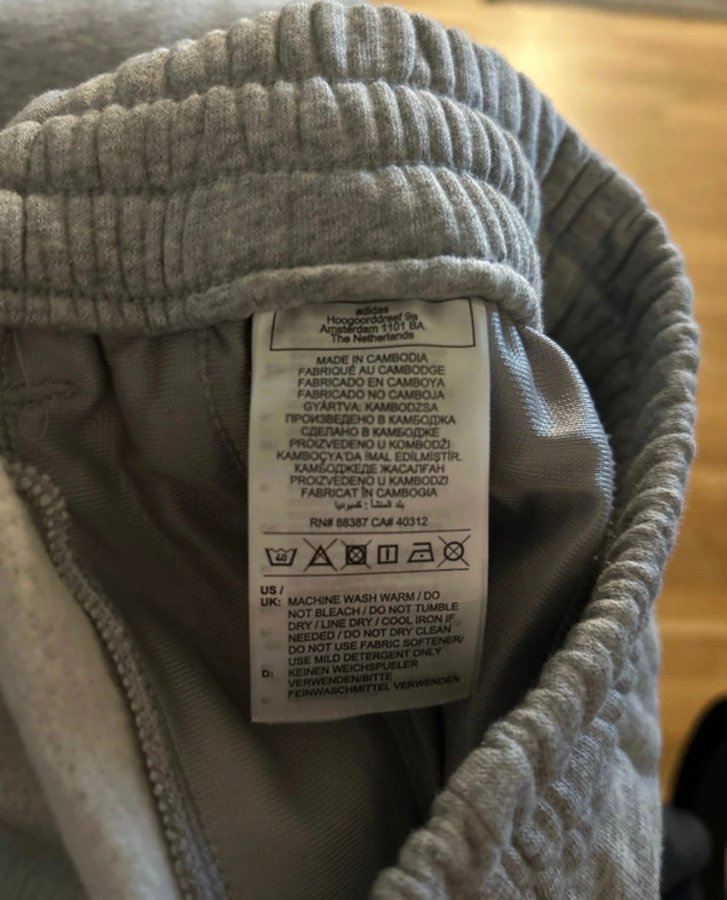 adidas
Hoogoorddreef 9a
Amsterdam 1101 BA
The Netherlands
MADE IN CAMBODIA
FABRIQUÉ AU CAMBODGE
FABRICADO EN CAMBOYA
FABRICADO NO CAMBOJA
GYÁRTVA: KAMBODZSA
ПРОИЗВЕДЕНО В КАМБОДЖА
СДЕЛАНО В КАМБОДЖЕ
PROIZVEDENO U KOMBODŽI
KAMBOÇYA'DA İMAL EDİLMİŞTİR.
КАМБОДЖЕДЕ ЖАСАЛҒАН
PROIZVEDENO U KAMBODZI
FABRICAT ÎN CAMBOGIA
بلد المنشأ : كمبوديا
RN# 88387 CA# 40312
40
US /
UK: MACHINE WASH WARM / DO
NOT BLEACH / DO NOT TUMBLE
DRY / LINE DRY / COOL IRON IF
NEEDED / DO NOT DRY CLEAN
DO NOT USE FABRIC SOFTENER/
USE MILD DETERGENT ONLY
D: KEINEN WEICHSPUELER
VERWENDEN/BITTE
FEINWASCHMITTEL VERWENDEN